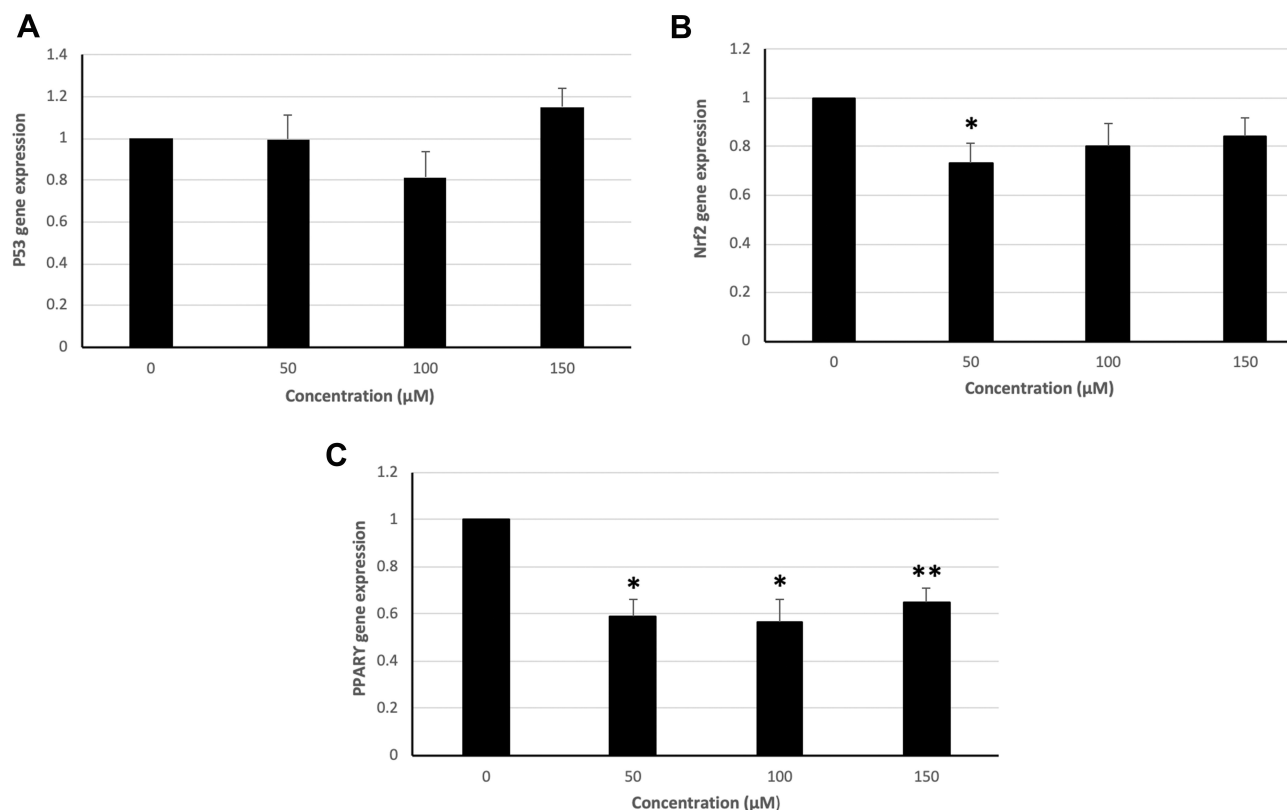 A
P53 gene expression
1.4
1.2
1
0.8
0.6
0.4
0.2
0
0 50 100 150
Concentration (μM)
B
Nrf2 gene expression
1.2
1
0.8
0.6
0.4
0.2
0
*
0 50 100 150
Concentration (μM)
C
PPARY gene expression
1.2
1
0.8
0.6
0.4
0.2
0
* * **
0 50 100 150
Concentration (μM)